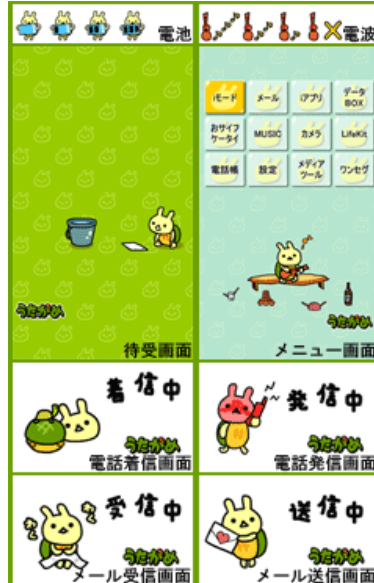 電池
電波
iモード
メール
iアプリ
データ
BOX
おサイフ
ケータイ
MUSIC
カメラ
LifeKit
電話帳
設定
メディア
ツール
ワンセグ
うたがめ
待受画面
うたがめ
メニュー画面
着信中
うたがめ
電話着信画面
発信中
うたがめ
電話発信画面
受信中
うたがめ
メール受信画面
送信中
うたがめ
メール送信画面